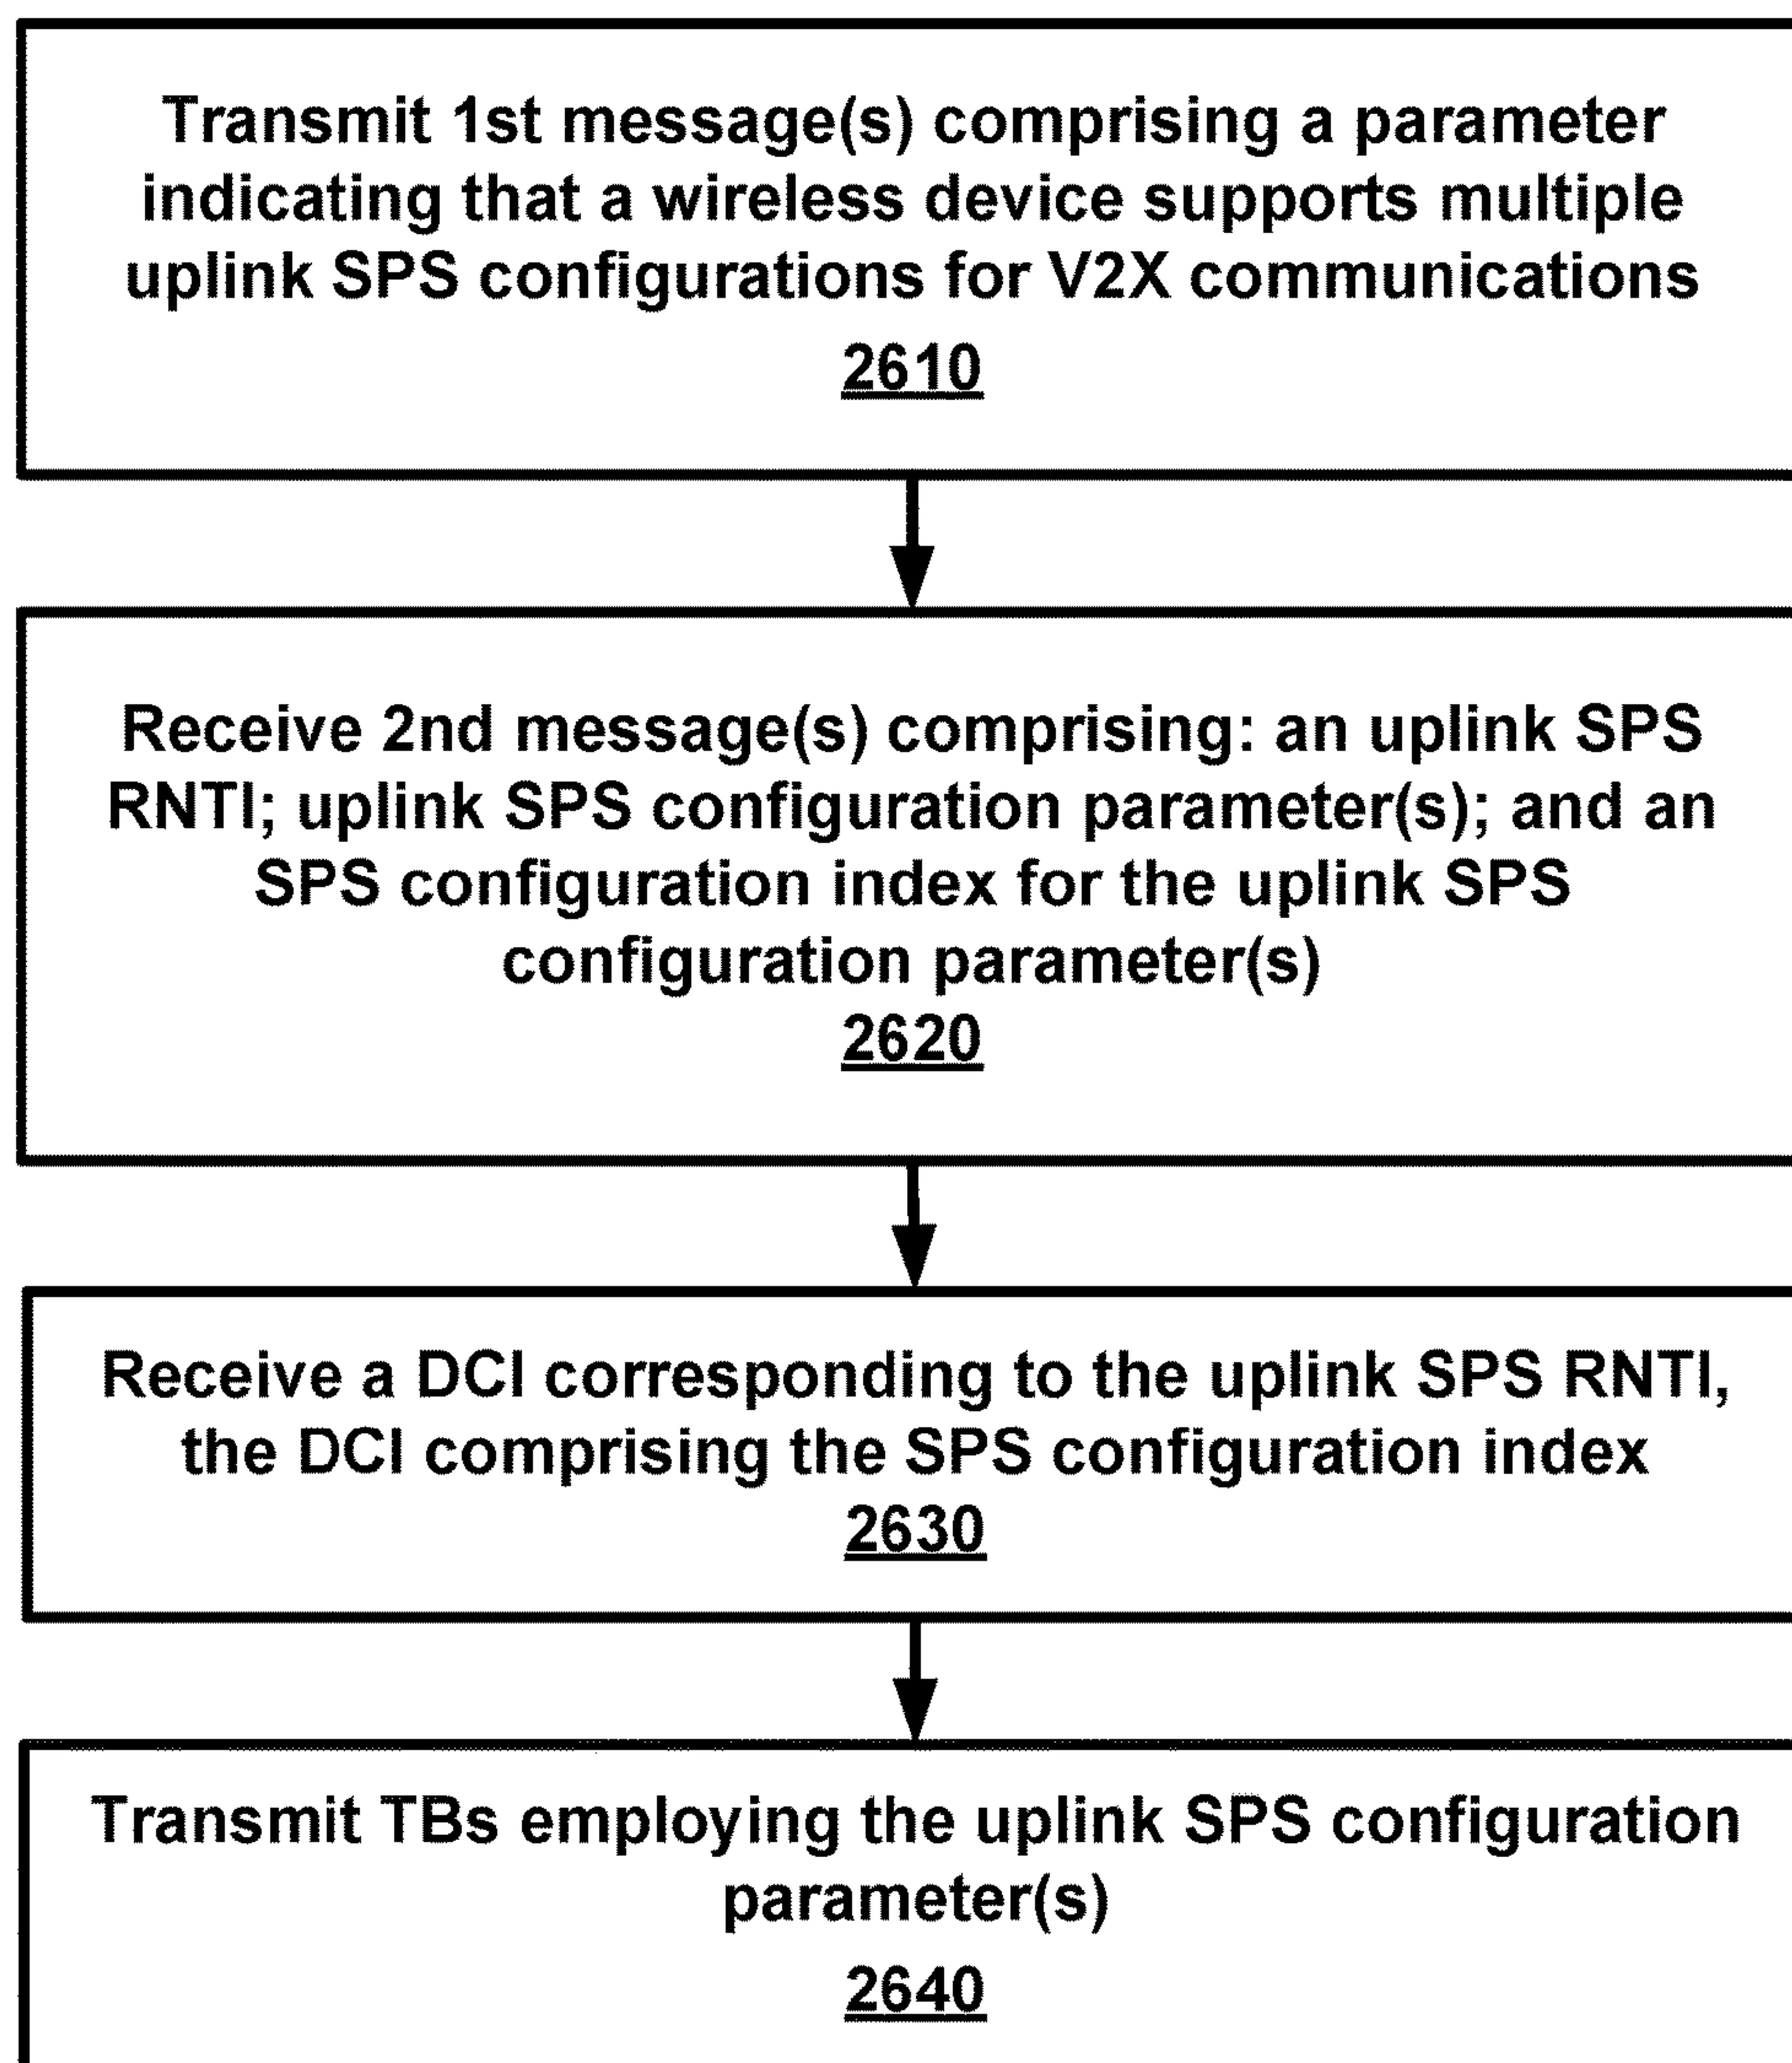 Transmit 1st message(s) comprising a parameter
indicating that a wireless device supports multiple
uplink SPS configurations for V2X communications
2610
Receive 2nd message(s) comprising: an uplink SPS
RNTI; uplink SPS configuration parameter(s); and an
SPS configuration index for the uplink SPS
configuration parameter(s)
2620
Receive a DCI corresponding to the uplink SPS RNTI,
the DCI comprising the SPS configuration index
2630
Transmit TBs employing the uplink SPS configuration
parameter(s)
2640